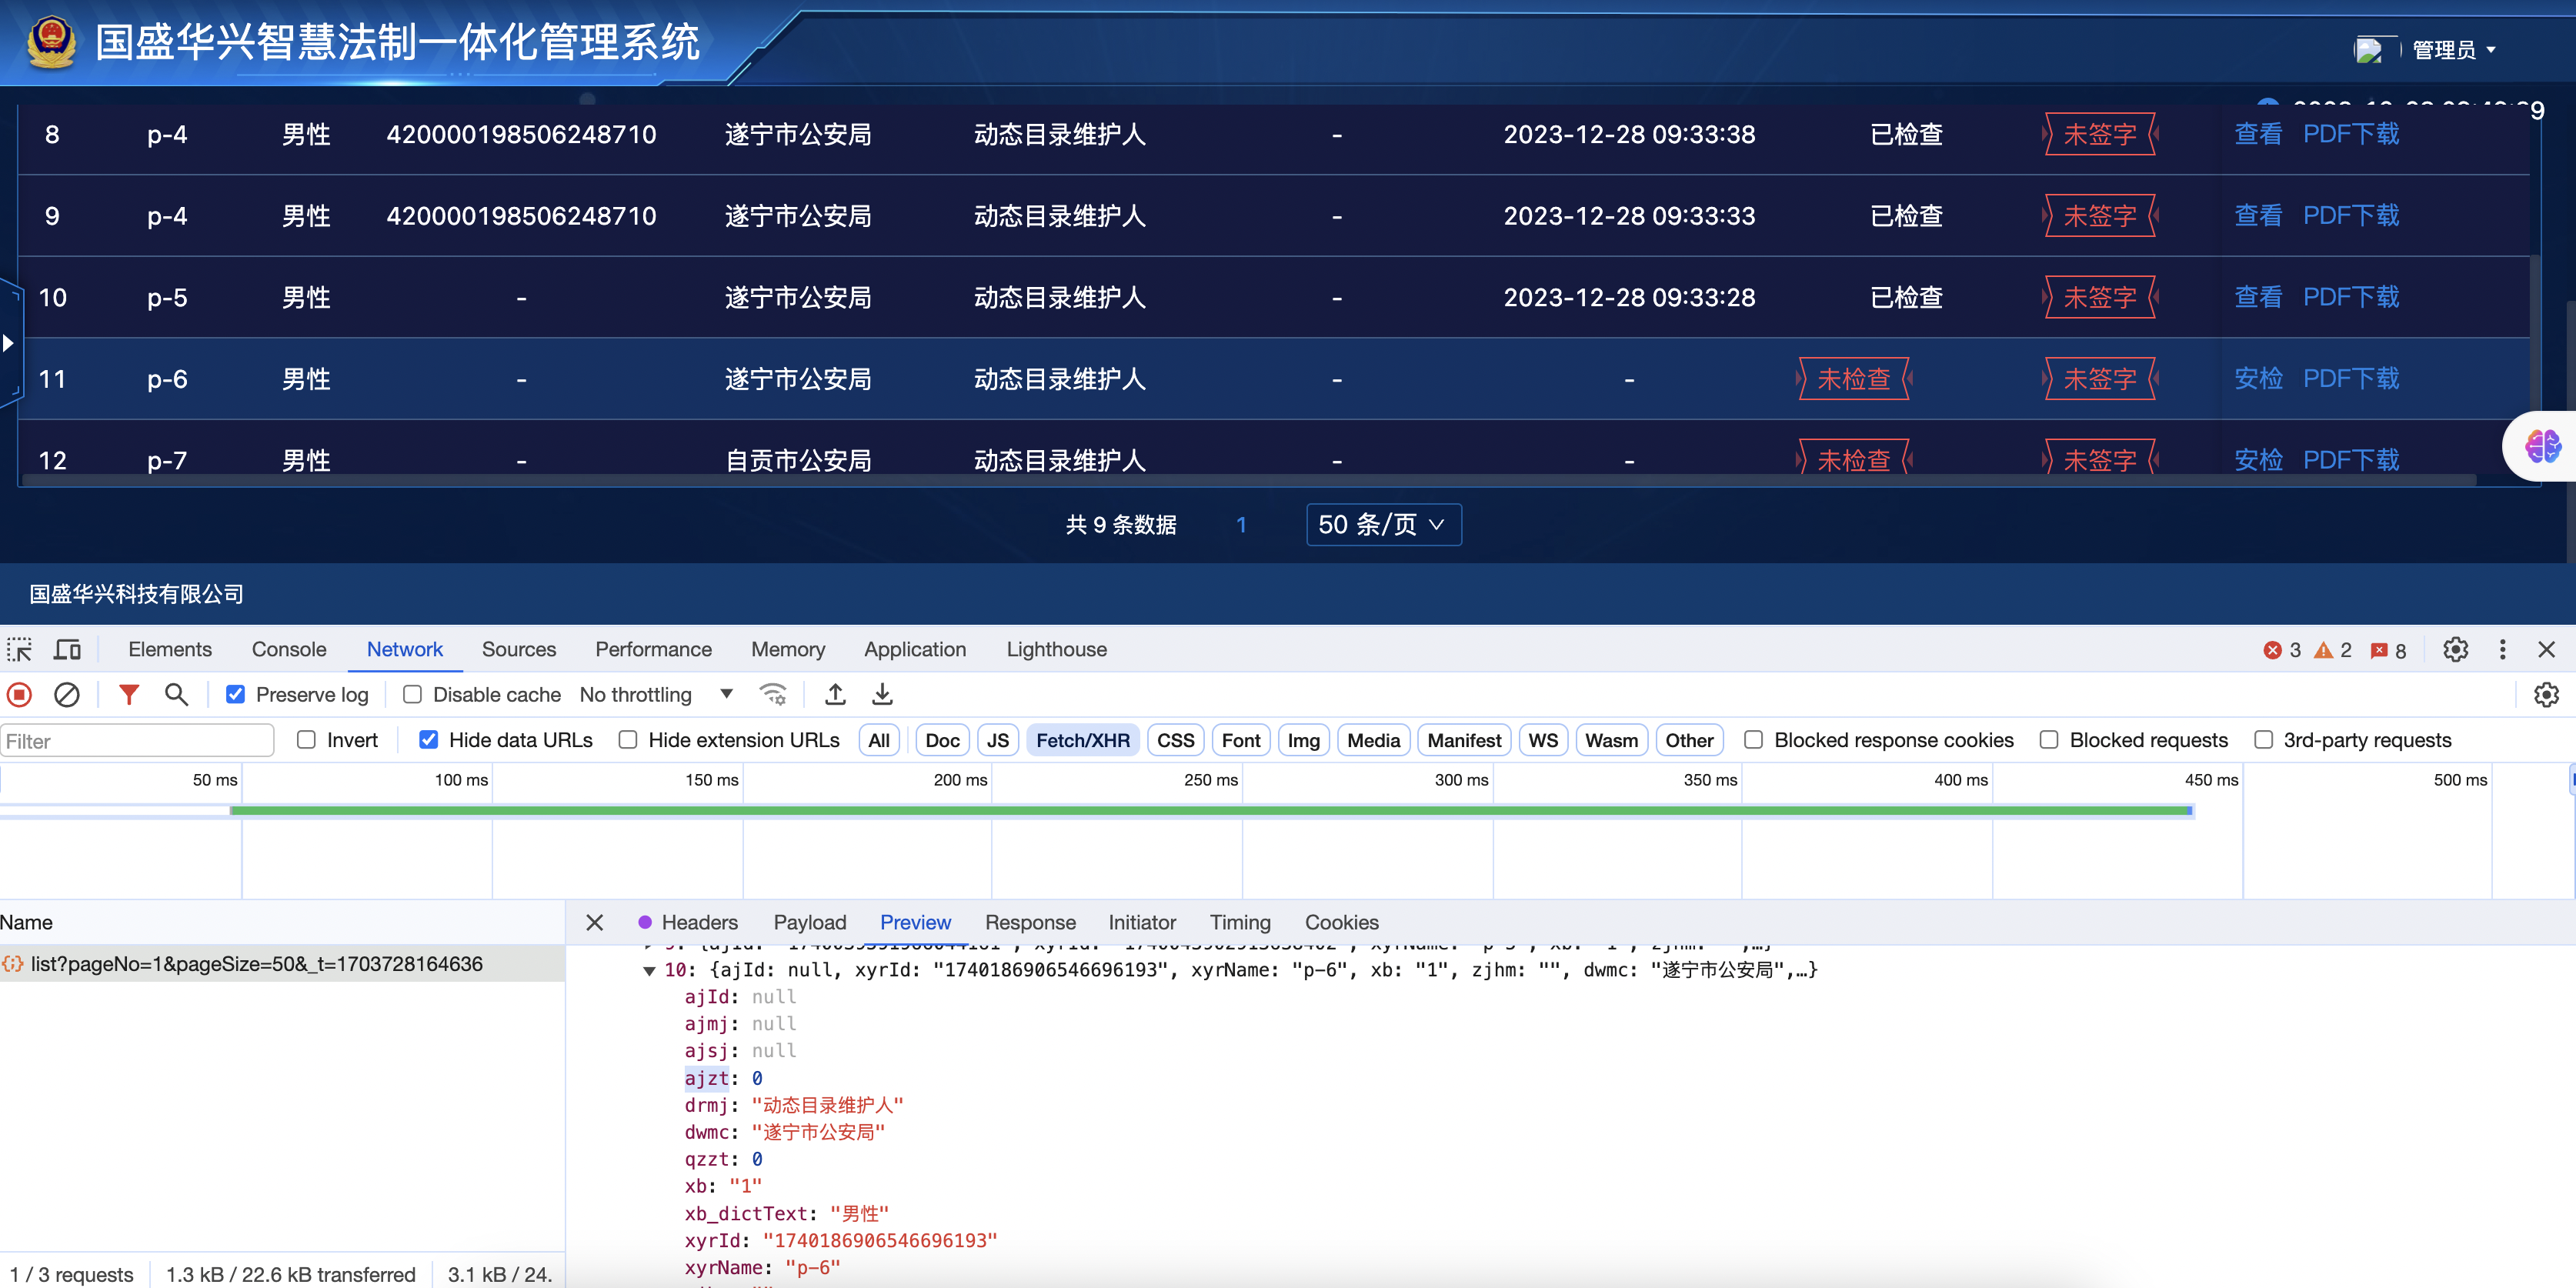 国盛华兴智慧法制一体化管理系统
管理员
8 p-4 男性 420000198506248710 遂宁市公安局 动态目录维护人 - 2023-12-28 09:33:38 已检查 未签字 查看 PDF下载
9 p-4 男性 420000198506248710 遂宁市公安局 动态目录维护人 - 2023-12-28 09:33:33 已检查 未签字 查看 PDF下载
10 p-5 男性 - 遂宁市公安局 动态目录维护人 - 2023-12-28 09:33:28 已检查 未签字 查看 PDF下载
11 p-6 男性 - 遂宁市公安局 动态目录维护人 - - 未检查 未签字 安检 PDF下载
12 p-7 男性 - 自贡市公安局 动态目录维护人 - - 未检查 未签字 安检 PDF下载
共 9 条数据 1 50 条/页
国盛华兴科技有限公司
Elements Console Network Sources Performance Memory Application Lighthouse 3 2 8
Preserve log Disable cache No throttling
Filter Invert Hide data URLs Hide extension URLs All Doc JS Fetch/XHR CSS Font Img Media Manifest WS Wasm Other Blocked response cookies Blocked requests 3rd-party requests
50 ms 100 ms 150 ms 200 ms 250 ms 300 ms 350 ms 400 ms 450 ms 500 ms
Name
Headers Payload Preview Response Initiator Timing Cookies
list?pageNo=1&pageSize=50&_t=1703728164636
10: {ajId: null, xyrId: "1740186906546696193", xyrName: "p-6", xb: "1", zjhm: "", dwmc: "遂宁市公安局",…}
ajId: null
ajmj: null
ajsj: null
ajzt: 0
drmj: "动态目录维护人"
dwmc: "遂宁市公安局"
qzzt: 0
xb: "1"
xb_dictText: "男性"
xyrId: "1740186906546696193"
xyrName: "p-6"
1 / 3 requests 1.3 kB / 22.6 kB transferred 3.1 kB / 24.